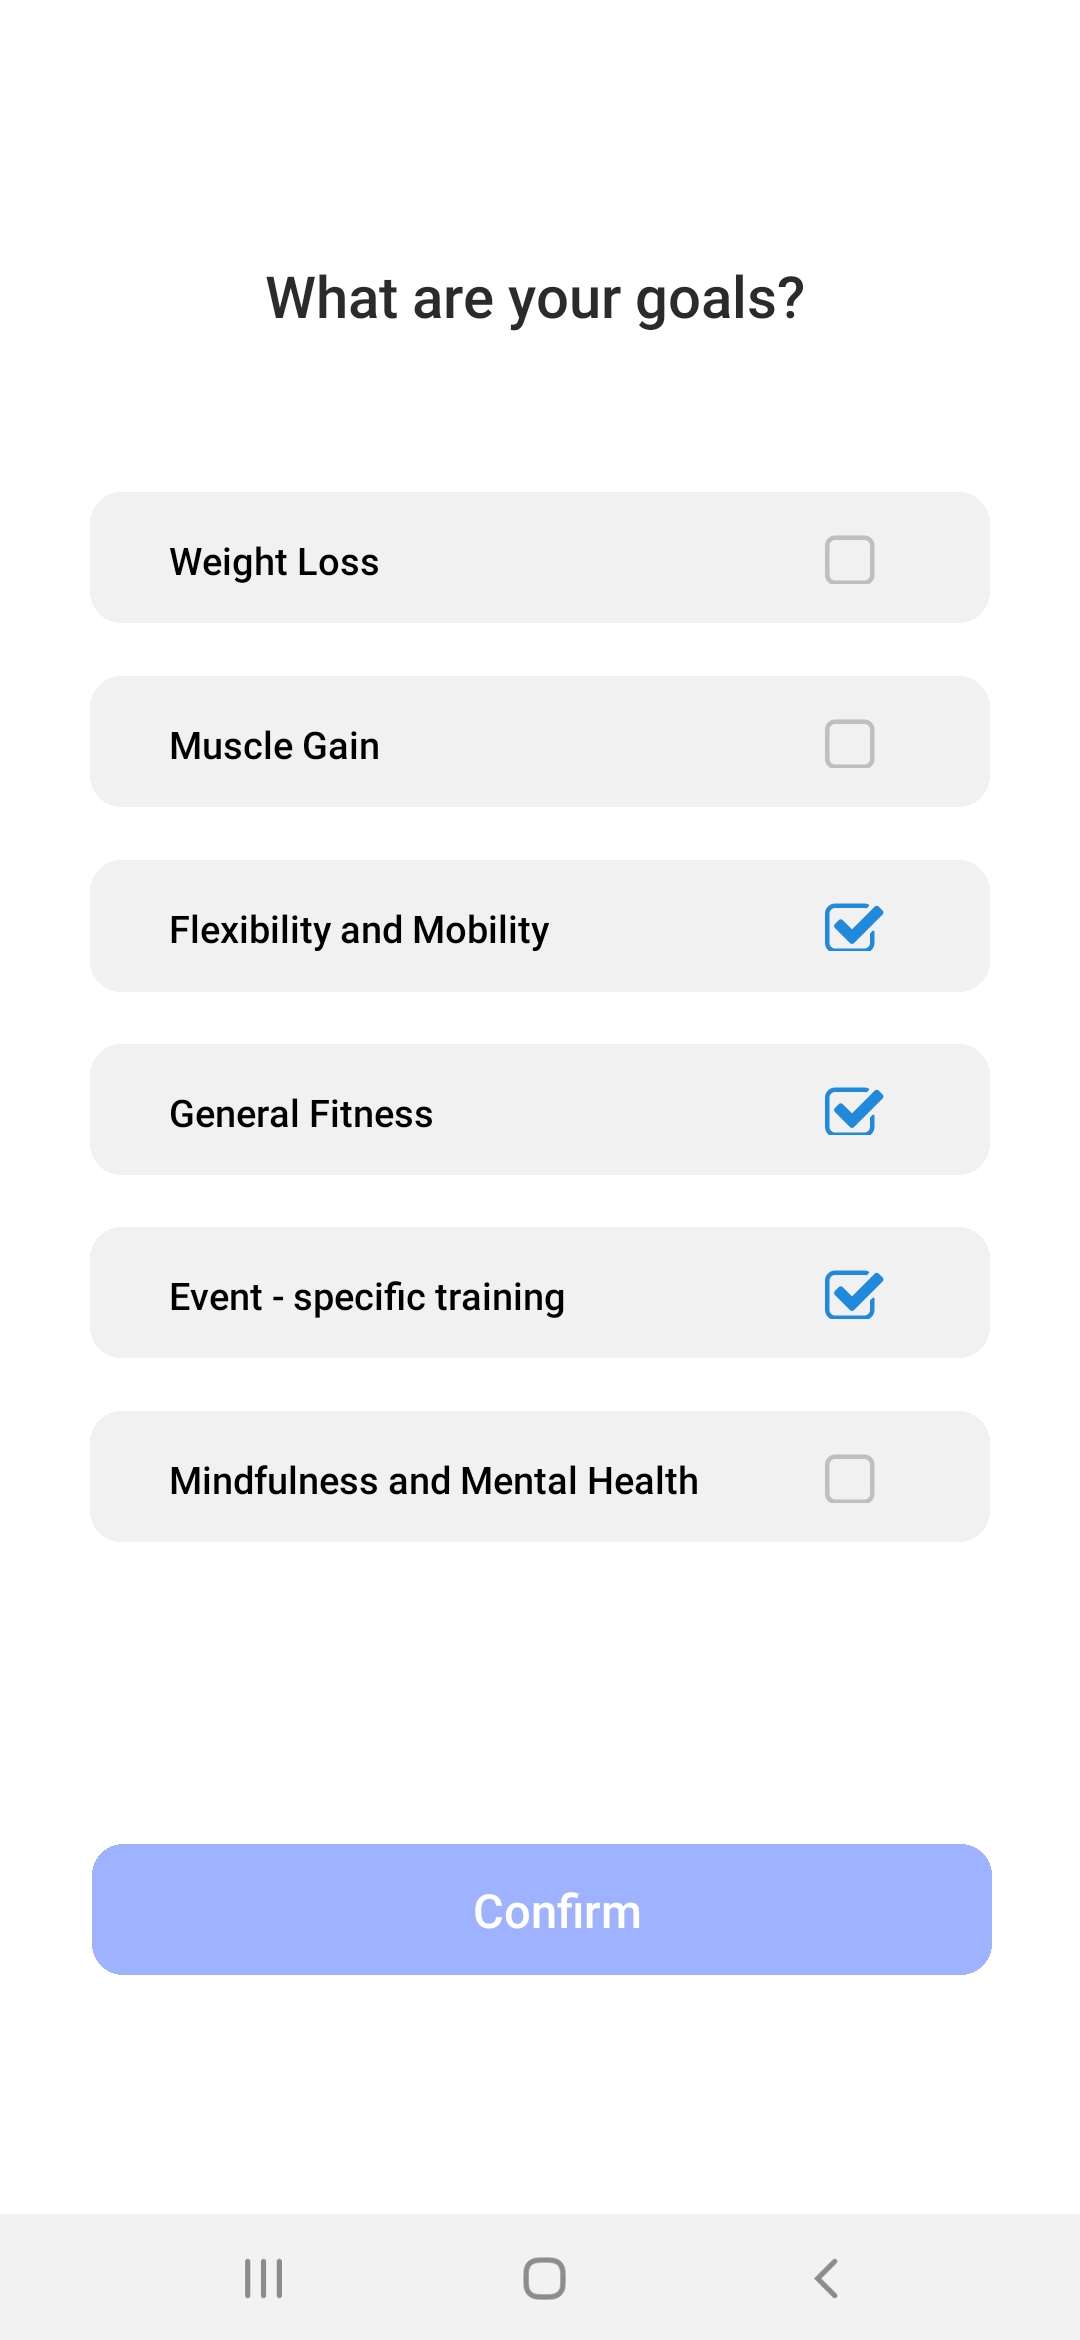 What are your goals?
Weight Loss
Muscle Gain
Flexibility and Mobility
General Fitness
Event - specific training
Mindfulness and Mental Health
Confirm